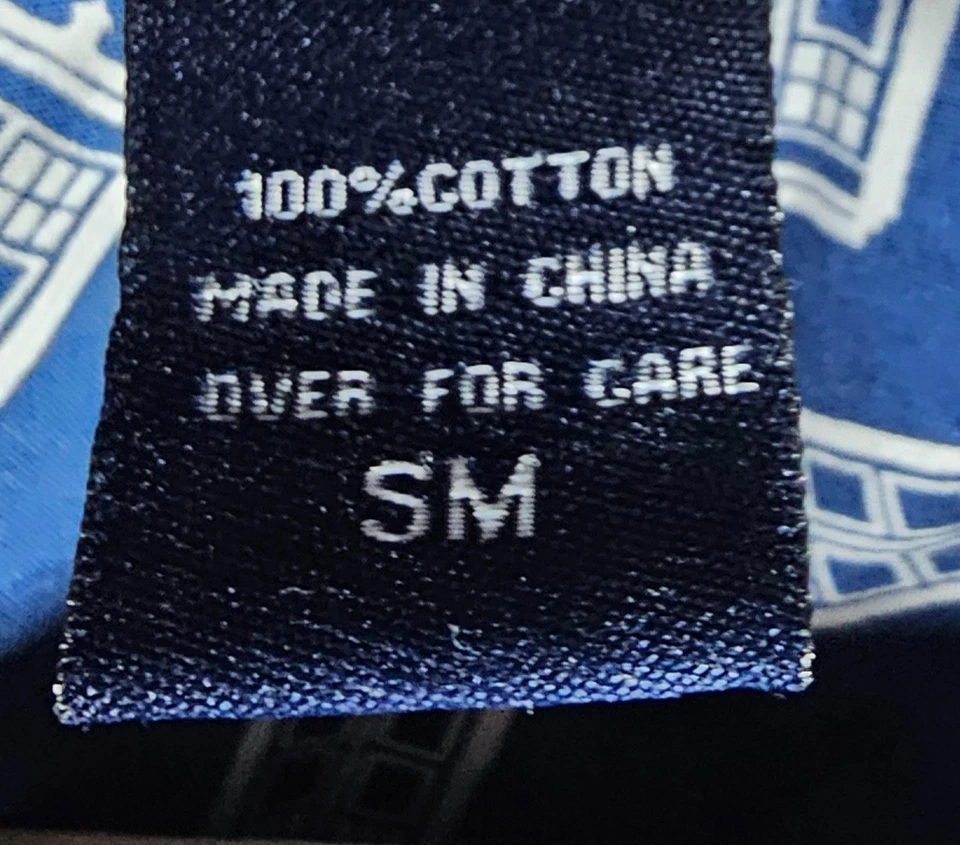 100%COTTON
MADE IN CHINA
OVER FOR CARE
SM